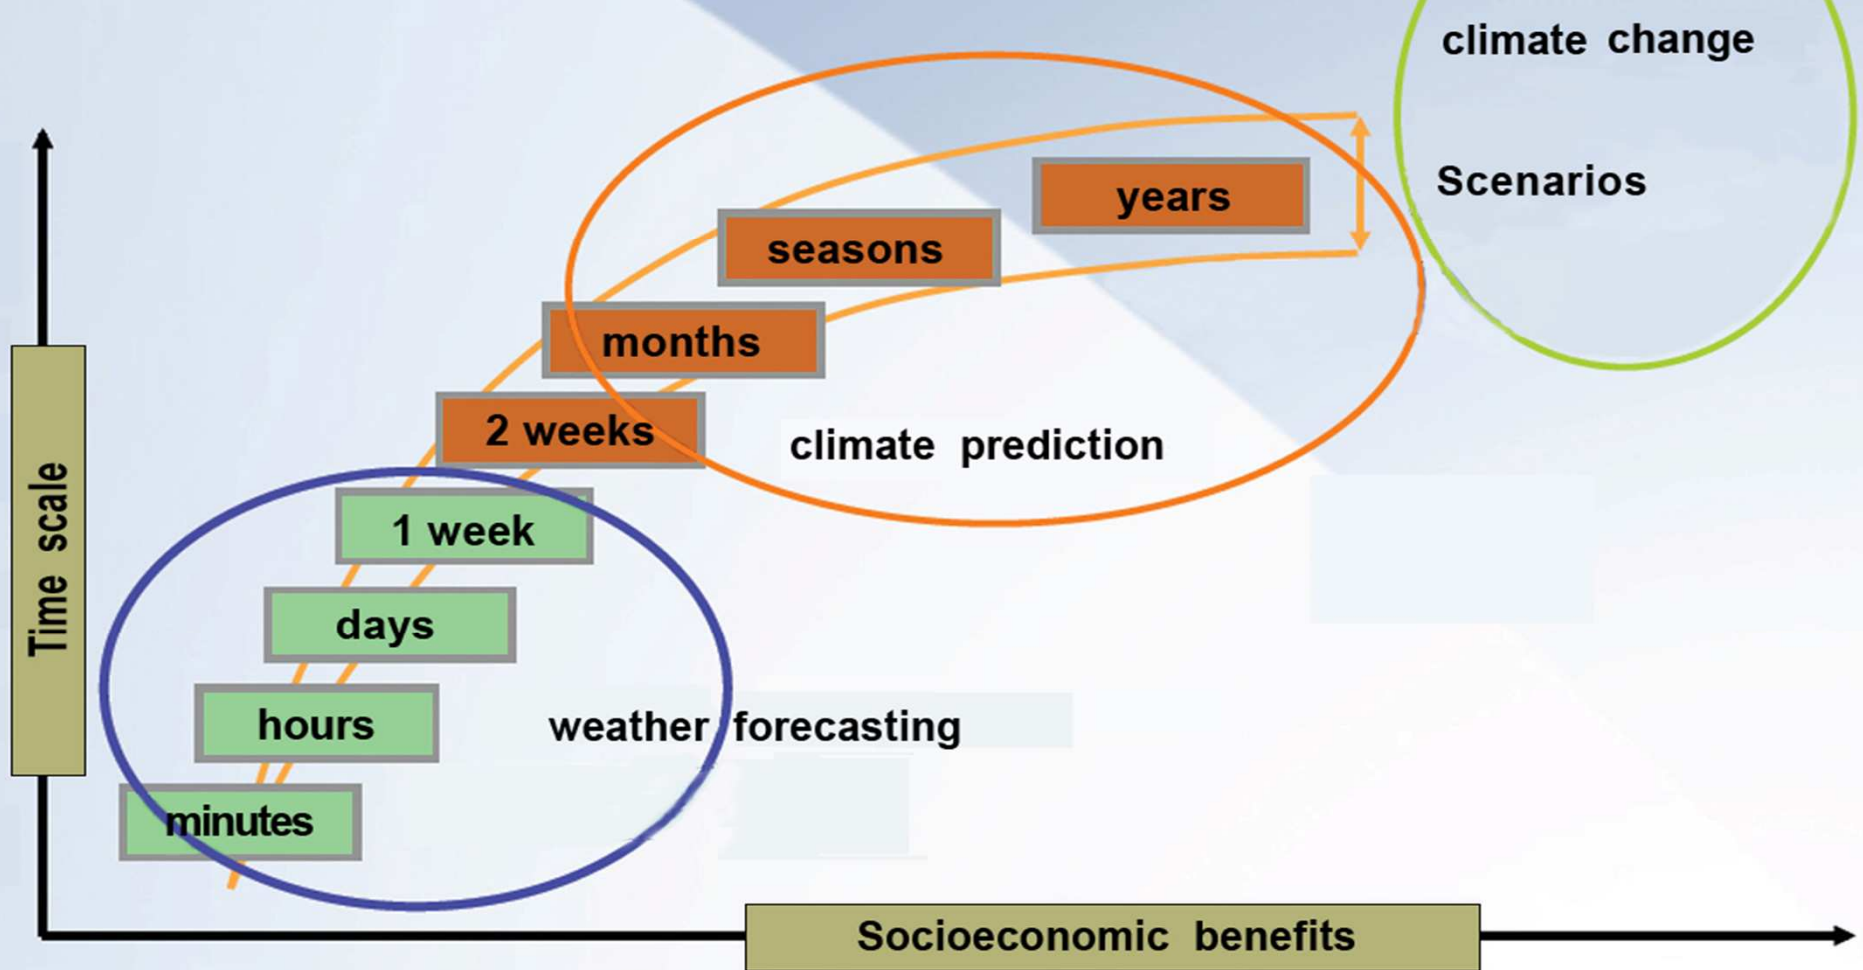 climate change
Scenarios
years
seasons
months
2 weeks
climate prediction
1 week
days
hours
weather forecasting
minutes
Time scale
Socioeconomic benefits